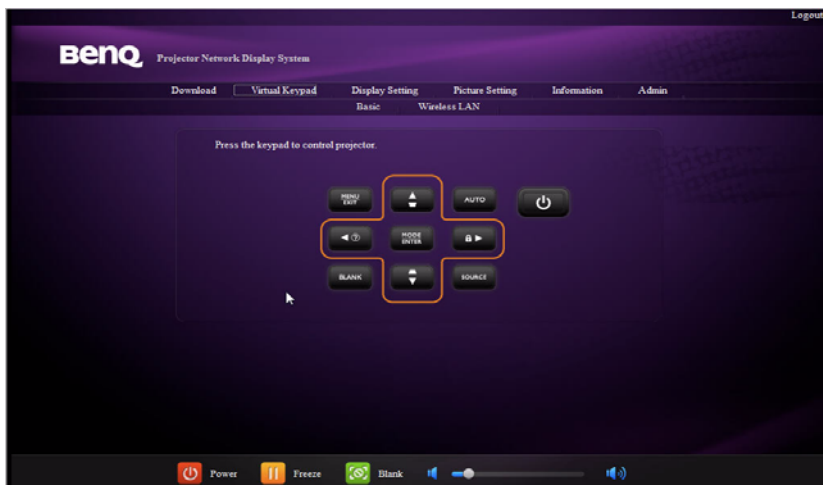 Logout
BenQ Projector Network Display System
Download Virtual Keypad Display Setting Picture Setting Information Admin
Basic Wireless LAN
Press the keypad to control projector.
MENU
EXIT
AUTO
MODE
ENTER
BLANK
SOURCE
Power Freeze Blank